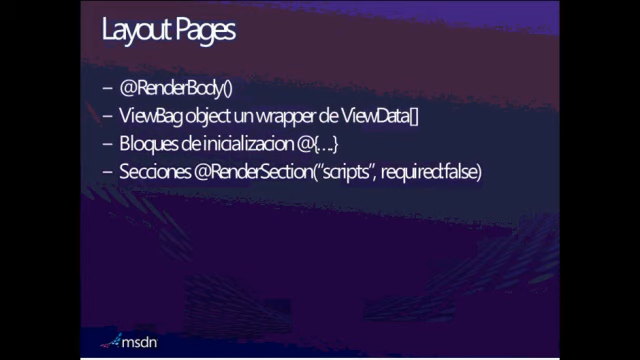 Layout Pages
– @RenderBody()
– ViewBag object un wrapper de ViewData[]
– Bloques de inicializacion @{….}
– Secciones @RenderSection(“scripts”, required:false)
msdn